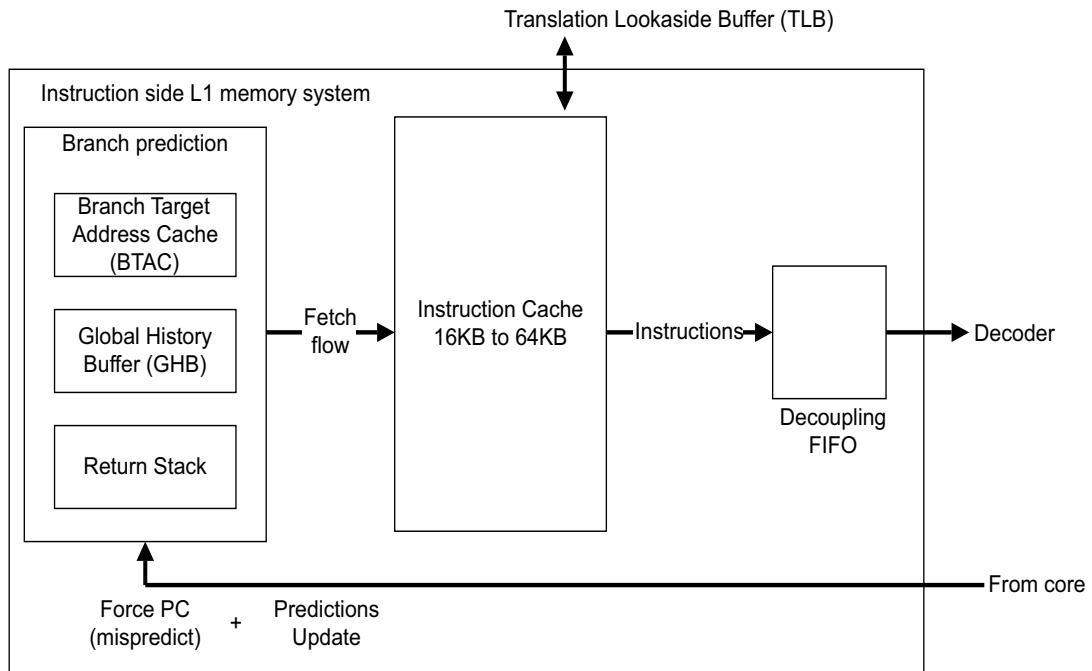 Translation Lookaside Buffer (TLB)
Instruction side L1 memory system
Branch prediction
Branch Target
Address Cache
(BTAC)
Global History
Buffer (GHB)
Return Stack
Fetch
flow
Instruction Cache
16KB to 64KB
Instructions
Decoupling
FIFO
Decoder
From core
Force PC
(mispredict)
+
Predictions
Update